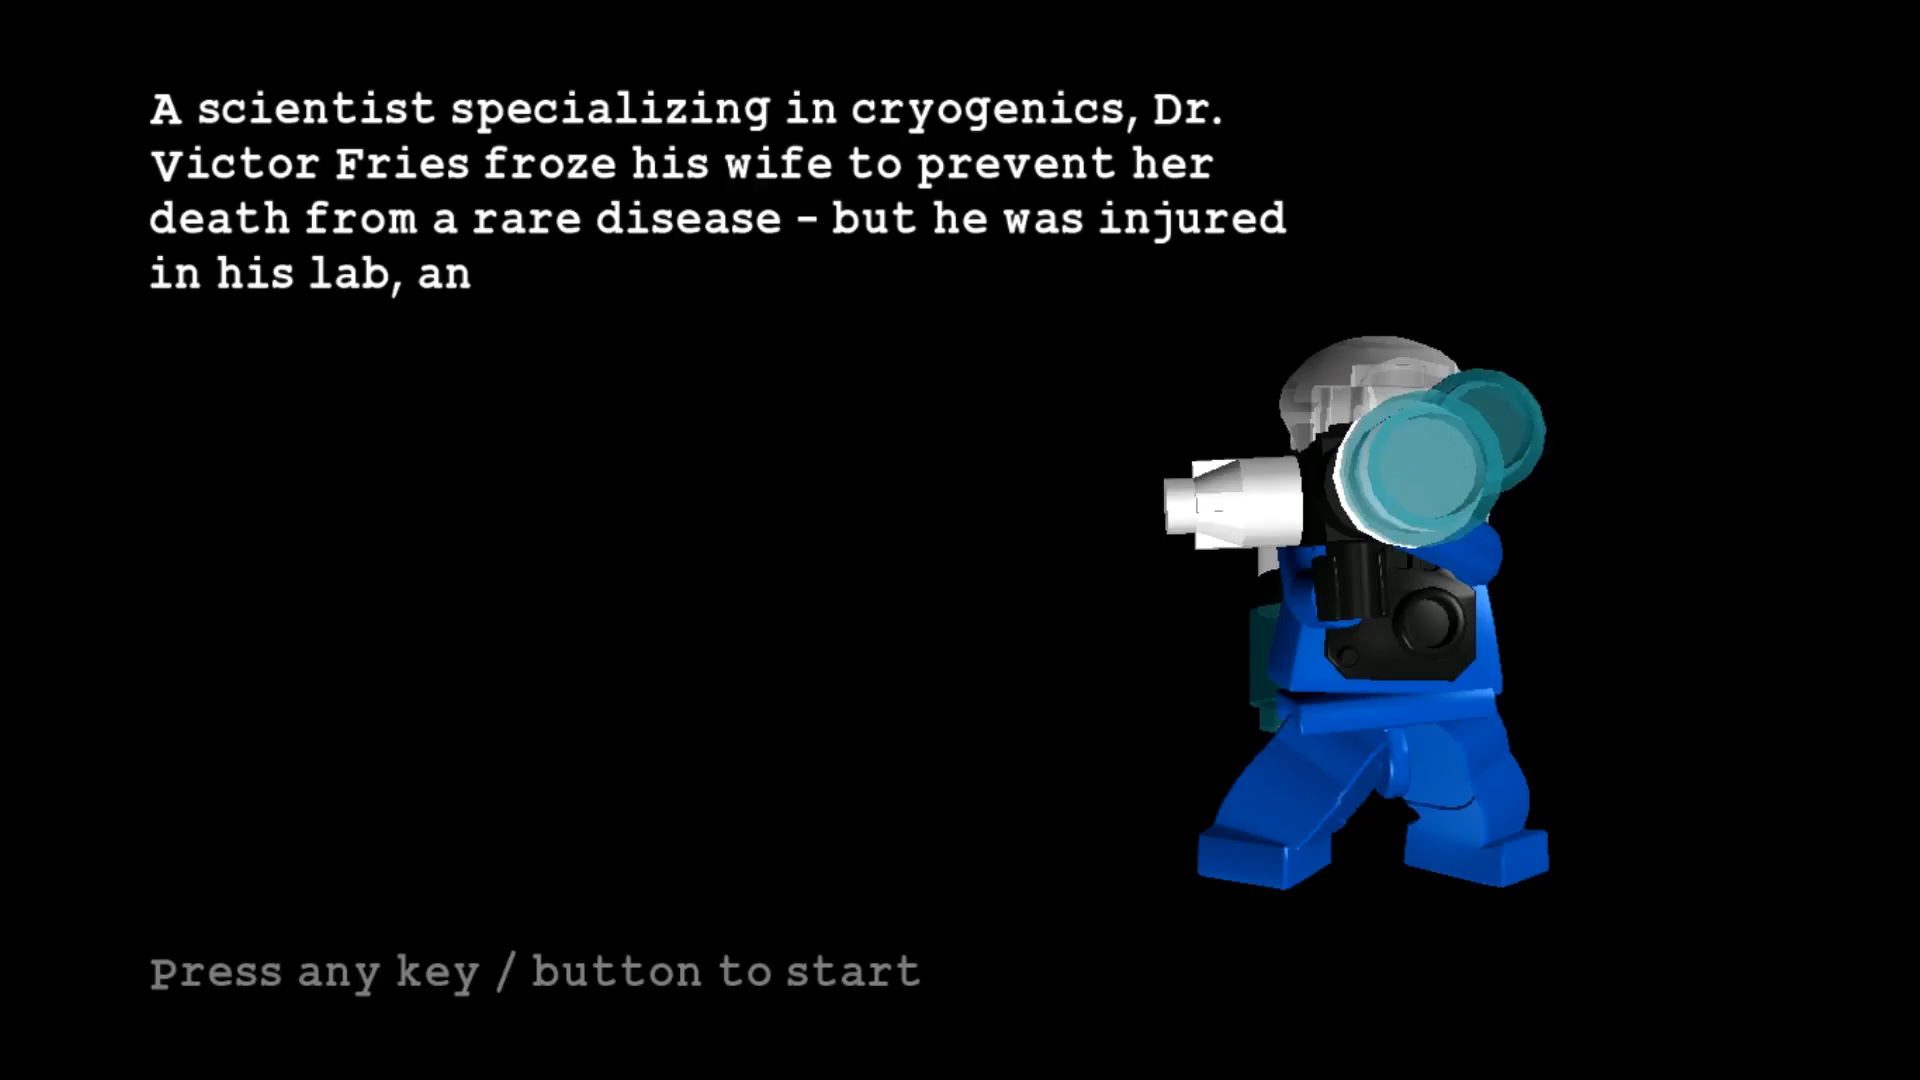 A scientist specializing in cryogenics, Dr.
Victor Fries froze his wife to prevent her
death from a rare disease - but he was injured
in his lab, an
Press any key / button to start